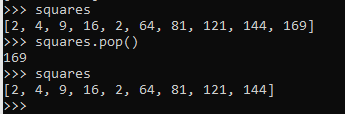 >>> squares
[2, 4, 9, 16, 2, 64, 81, 121, 144, 169]
>>> squares.pop()
169
>>> squares
[2, 4, 9, 16, 2, 64, 81, 121, 144]
>>>